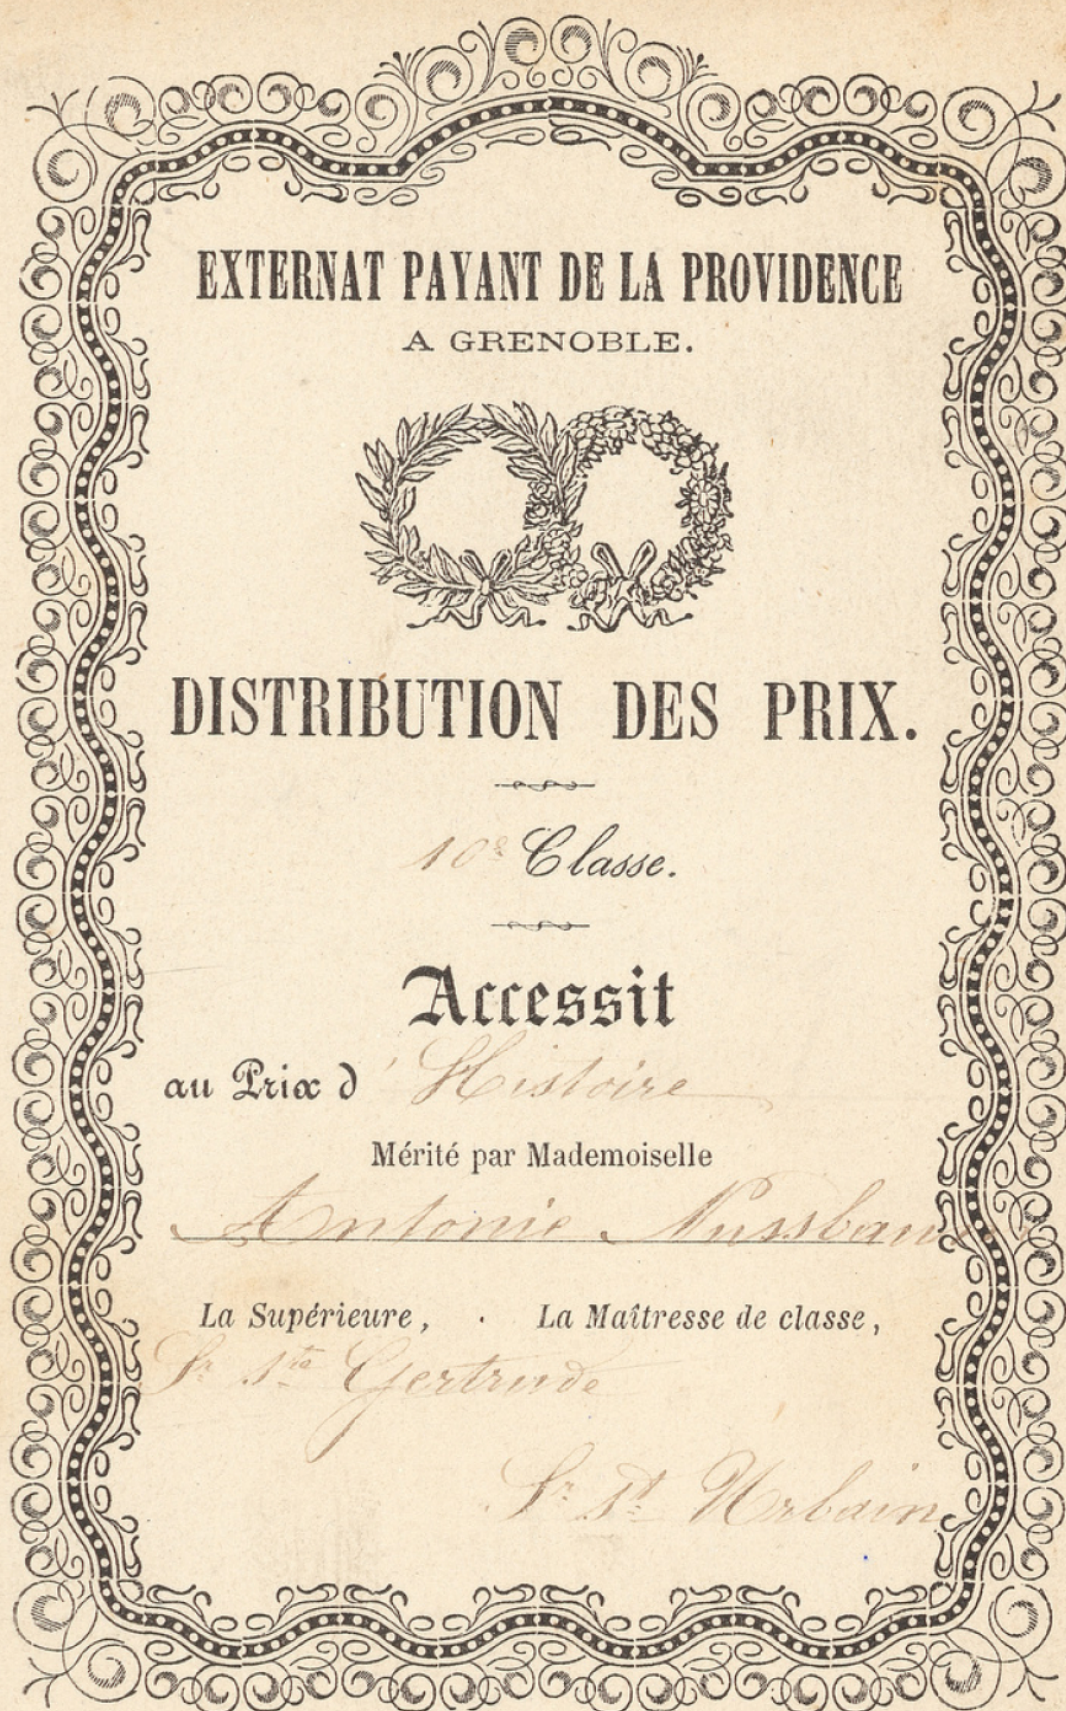 EXTERNAT PAYANT DE LA PROVIDENCE
A GRENOBLE.
DISTRIBUTION DES PRIX.
10e Classe.
Accessit
au Prix d'Histoire
Mérité par Mademoiselle
Antonie
La Supérieure, La Maîtresse de classe,
Sr Ste Gertrude
Sr St Urbain